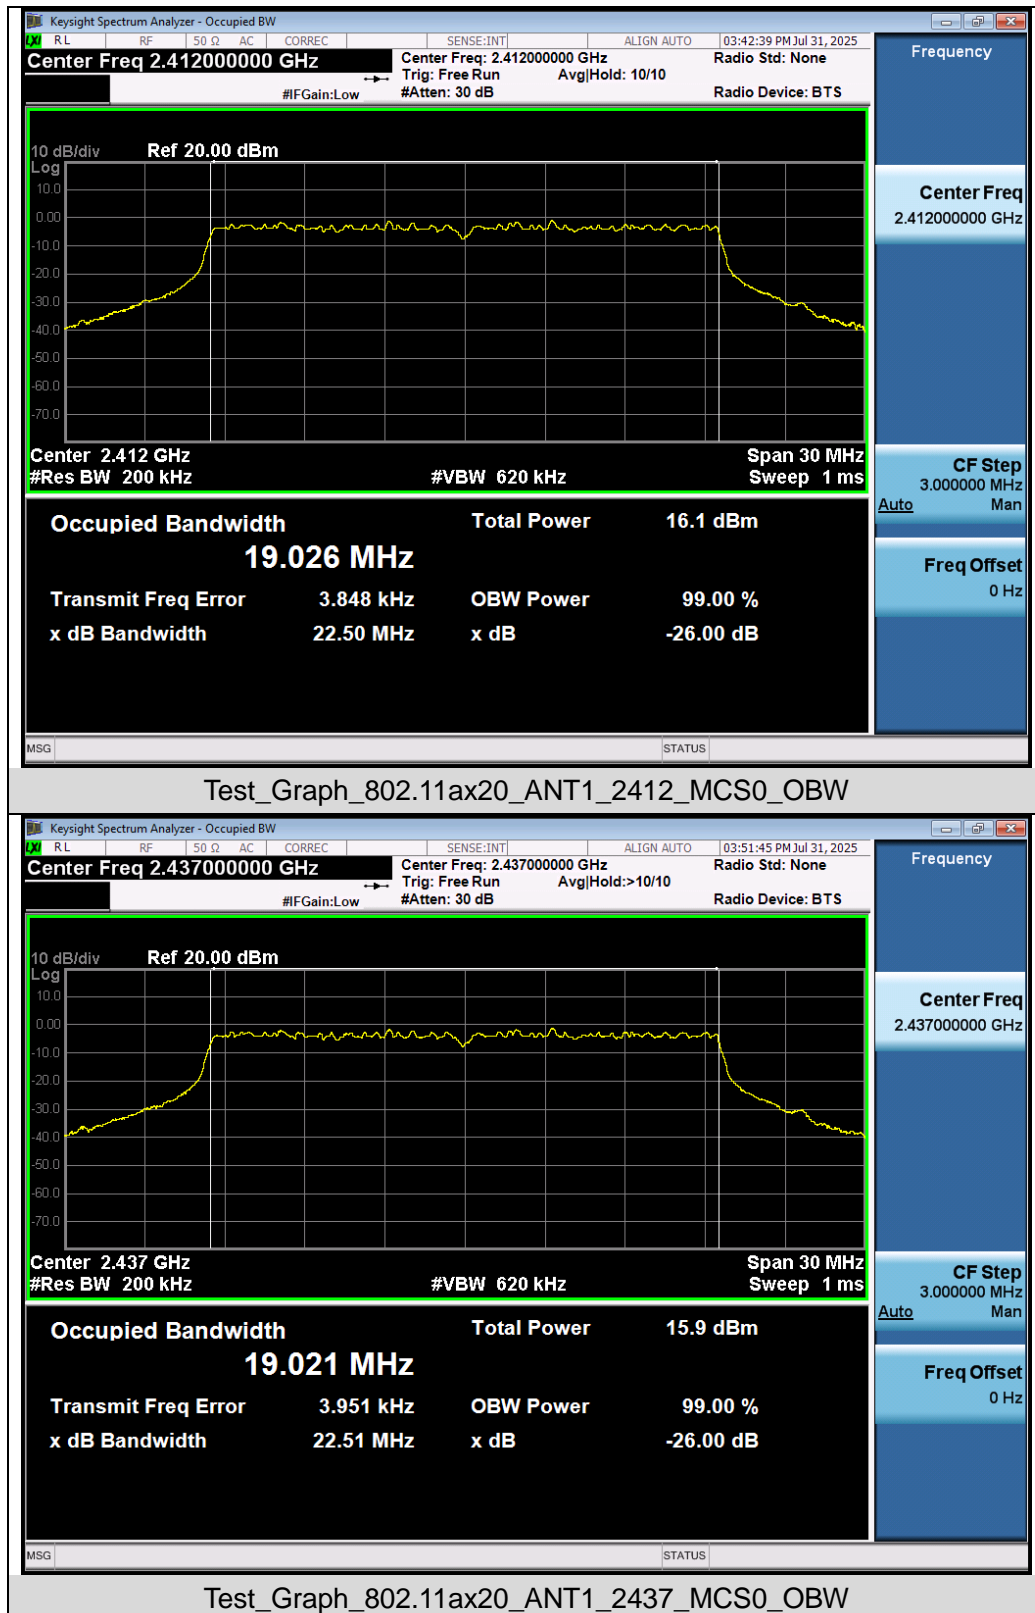 Keysight Spectrum Analyzer - Occupied BW
LXI RL RF 50 Ω AC CORREC SENSE:INT ALIGN AUTO 03:42:39 PM Jul 31, 2025
Center Freq 2.412000000 GHz
Center Freq: 2.412000000 GHz Radio Std: None
Trig: Free Run Avg|Hold: 10/10
#IFGain:Low #Atten: 30 dB Radio Device: BTS
Frequency
10 dB/div Ref 20.00 dBm
Log
10.0
0.00
-10.0
-20.0
-30.0
-40.0
-50.0
-60.0
-70.0
Center 2.412 GHz Span 30 MHz
#Res BW 200 kHz #VBW 620 kHz Sweep 1 ms
Center Freq
2.412000000 GHz
CF Step
3.000000 MHz
Auto Man
Freq Offset
0 Hz
Occupied Bandwidth Total Power 16.1 dBm
19.026 MHz
Transmit Freq Error 3.848 kHz OBW Power 99.00 %
x dB Bandwidth 22.50 MHz x dB -26.00 dB
MSG STATUS
Test_Graph_802.11ax20_ANT1_2412_MCS0_OBW
Keysight Spectrum Analyzer - Occupied BW
LXI RL RF 50 Ω AC CORREC SENSE:INT ALIGN AUTO 03:51:45 PM Jul 31, 2025
Center Freq 2.437000000 GHz
Center Freq: 2.437000000 GHz Radio Std: None
Trig: Free Run Avg|Hold:>10/10
#IFGain:Low #Atten: 30 dB Radio Device: BTS
Frequency
10 dB/div Ref 20.00 dBm
Log
10.0
0.00
-10.0
-20.0
-30.0
-40.0
-50.0
-60.0
-70.0
Center 2.437 GHz Span 30 MHz
#Res BW 200 kHz #VBW 620 kHz Sweep 1 ms
Center Freq
2.437000000 GHz
CF Step
3.000000 MHz
Auto Man
Freq Offset
0 Hz
Occupied Bandwidth Total Power 15.9 dBm
19.021 MHz
Transmit Freq Error 3.951 kHz OBW Power 99.00 %
x dB Bandwidth 22.51 MHz x dB -26.00 dB
MSG STATUS
Test_Graph_802.11ax20_ANT1_2437_MCS0_OBW